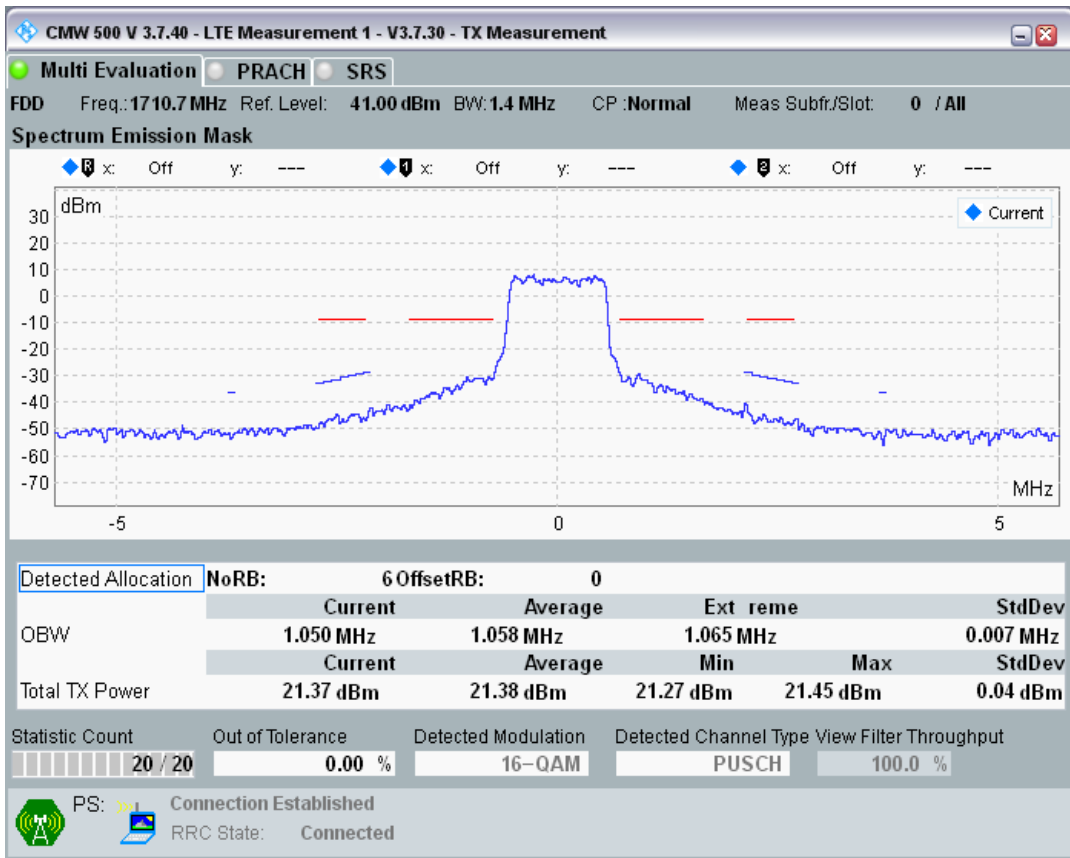 CMW 500 V 3.7.40 - LTE Measurement 1 - V3.7.30 - TX Measurement
Multi Evaluation PRACH SRS
FDD Freq.: 1710.7 MHz Ref. Level: 41.00 dBm BW: 1.4 MHz CP : Normal Meas Subfr./Slot: 0 / All
Spectrum Emission Mask
R x: Off y: --- 1 x: Off y: --- 2 x: Off y: ---
dBm
Current
30
20
10
0
-10
-20
-30
-40
-50
-60
-70
MHz
-5 0 5
Detected Allocation NoRB: 6 OffsetRB: 0
Current Average Ext reme StdDev
OBW 1.050 MHz 1.058 MHz 1.065 MHz 0.007 MHz
Current Average Min Max StdDev
Total TX Power 21.37 dBm 21.38 dBm 21.27 dBm 21.45 dBm 0.04 dBm
Statistic Count Out of Tolerance Detected Modulation Detected Channel Type View Filter Throughput
20 / 20 0.00 % 16-QAM PUSCH 100.0 %
PS: Connection Established
RRC State: Connected